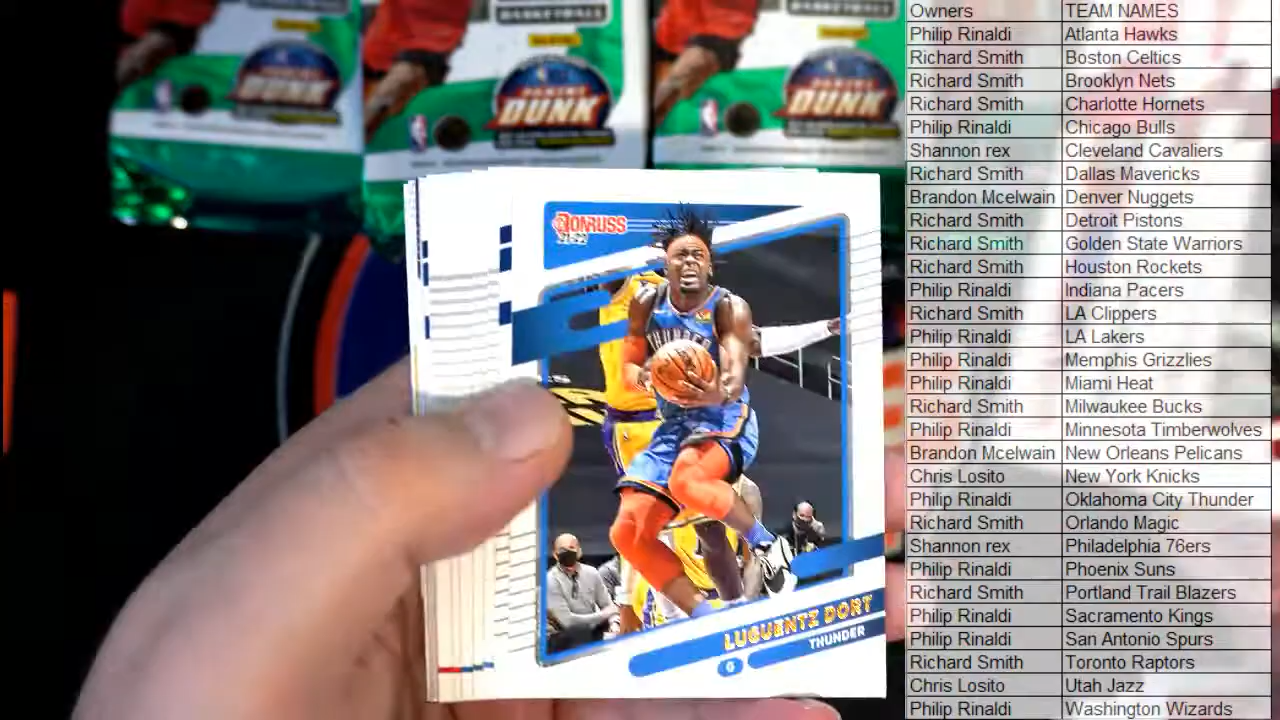 BASKETBALL
PANINI
DUNK
PANINI
DUNK
PANINI
DUNK
DONRUSS
21-22
THUNDER
LUGUENTZ DORT
THUNDER
G
Owners TEAM NAMES
Philip Rinaldi Atlanta Hawks
Richard Smith Boston Celtics
Richard Smith Brooklyn Nets
Richard Smith Charlotte Hornets
Philip Rinaldi Chicago Bulls
Shannon rex Cleveland Cavaliers
Richard Smith Dallas Mavericks
Brandon Mcelwain Denver Nuggets
Richard Smith Detroit Pistons
Richard Smith Golden State Warriors
Richard Smith Houston Rockets
Philip Rinaldi Indiana Pacers
Richard Smith LA Clippers
Philip Rinaldi LA Lakers
Philip Rinaldi Memphis Grizzlies
Philip Rinaldi Miami Heat
Richard Smith Milwaukee Bucks
Philip Rinaldi Minnesota Timberwolves
Brandon Mcelwain New Orleans Pelicans
Chris Losito New York Knicks
Philip Rinaldi Oklahoma City Thunder
Richard Smith Orlando Magic
Shannon rex Philadelphia 76ers
Philip Rinaldi Phoenix Suns
Richard Smith Portland Trail Blazers
Philip Rinaldi Sacramento Kings
Philip Rinaldi San Antonio Spurs
Richard Smith Toronto Raptors
Chris Losito Utah Jazz
Philip Rinaldi Washington Wizards